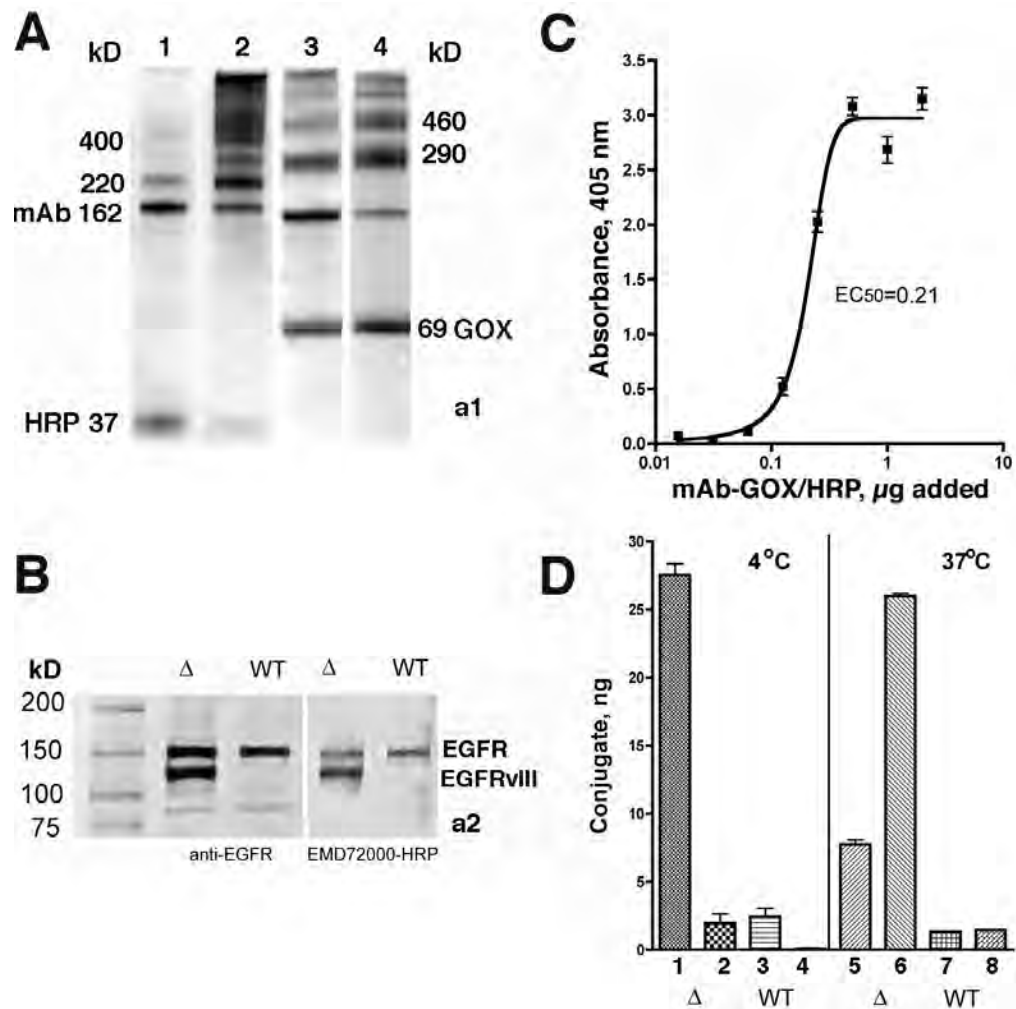 A
kD 1 2 3 4 kD
400
220
mAb 162
HRP 37
460
290
69 GOX
a1
B
kD Δ WT Δ WT
200
150
100
75
EGFR
EGFRvIII
a2
anti-EGFR EMD72000-HRP
C
Absorbance, 405 nm
3.5
3.0
2.5
2.0
1.5
1.0
0.5
0.0
EC50=0.21
0.01 0.1 1 10
mAb-GOX/HRP, µg added
D
Conjugate, ng
30
25
20
15
10
5
0
4°C 37°C
1 2 3 4 5 6 7 8
Δ WT Δ WT